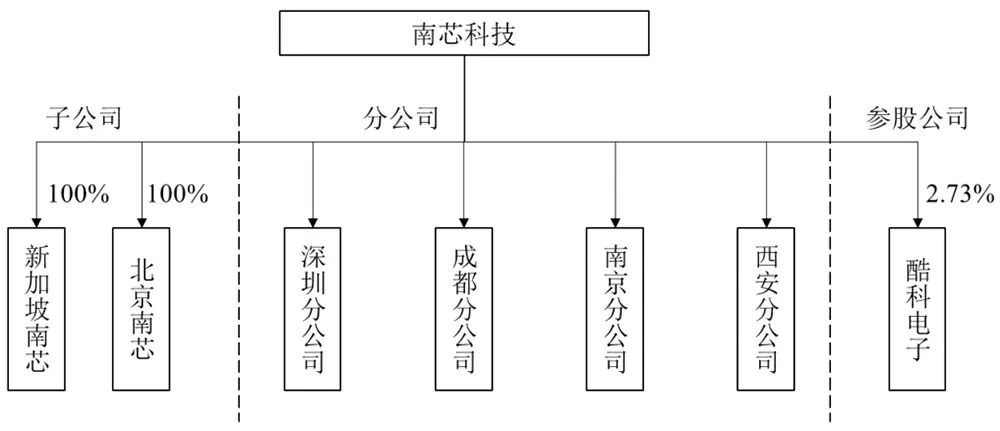 南芯科技
子公司
分公司
参股公司
100%
100%
2.73%
新加坡南芯
北京南芯
深圳分公司
成都分公司
南京分公司
西安分公司
酷科电子